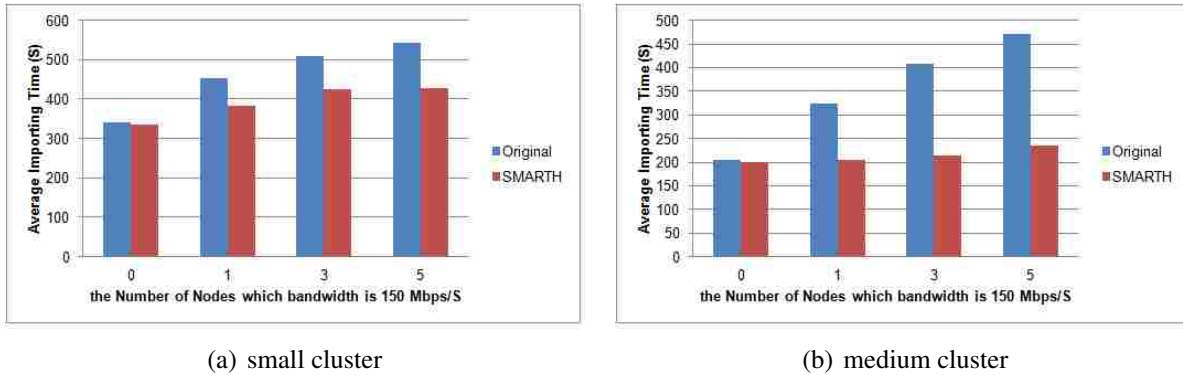 600
500
400
300
200
100
0
Average Importing Time (S)
0 1 3 5
the Number of Nodes which bandwidth is 150 Mbps/S
Original
SMARTH
(a) small cluster
500
450
400
350
300
250
200
150
100
50
0
Average Importing Time (S)
0 1 3 5
the Number of Nodes which bandwidth is 150 Mbps/S
Original
SMARTH
(b) medium cluster